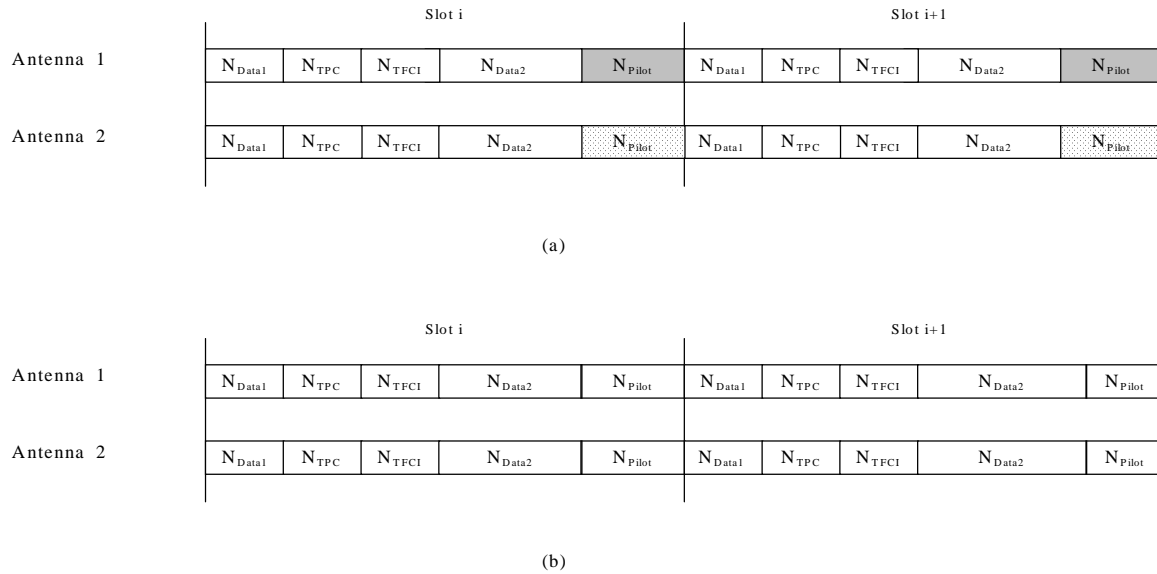 Slot i Slot i+1
Antenna 1 N_Data1 N_TPC N_TFCI N_Data2 N_Pilot N_Data1 N_TPC N_TFCI N_Data2 N_Pilot
Antenna 2 N_Data1 N_TPC N_TFCI N_Data2 N_Pilot N_Data1 N_TPC N_TFCI N_Data2 N_Pilot
(a)
Slot i Slot i+1
Antenna 1 N_Data1 N_TPC N_TFCI N_Data2 N_Pilot N_Data1 N_TPC N_TFCI N_Data2 N_Pilot
Antenna 2 N_Data1 N_TPC N_TFCI N_Data2 N_Pilot N_Data1 N_TPC N_TFCI N_Data2 N_Pilot
(b)